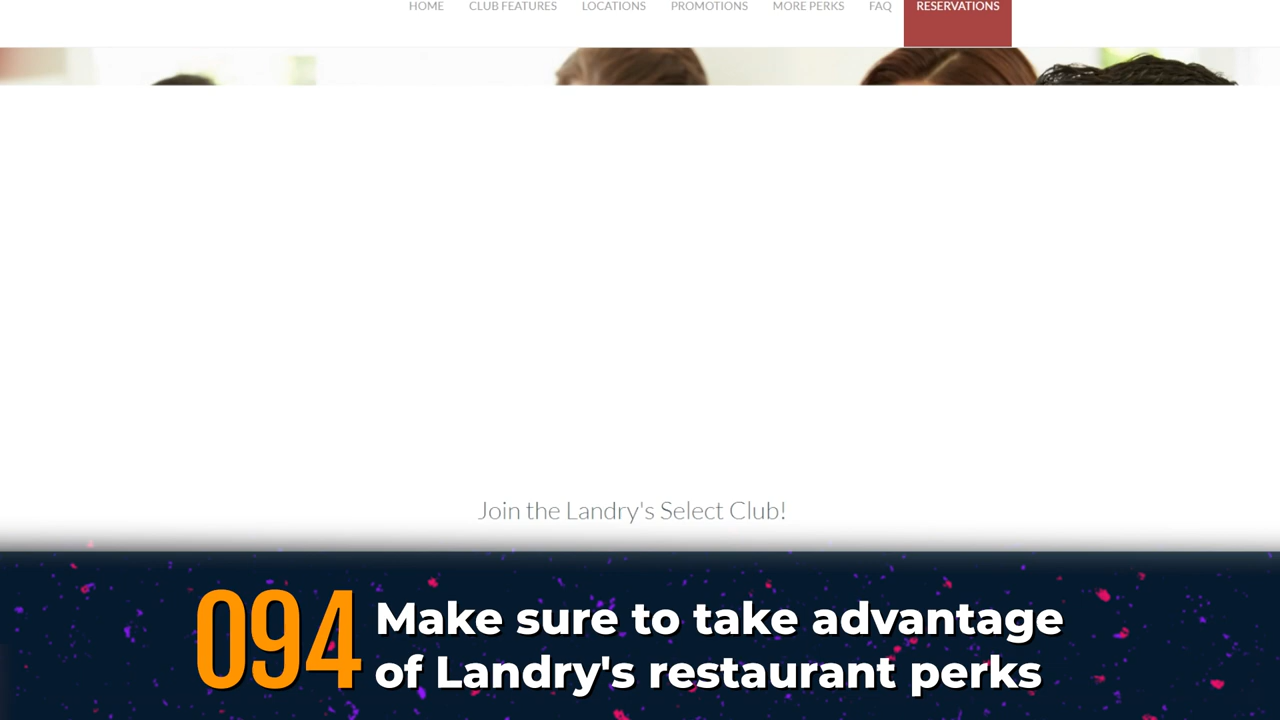 HOME CLUB FEATURES LOCATIONS PROMOTIONS MORE PERKS FAQ RESERVATIONS
Join the Landry's Select Club!
094
Make sure to take advantage
of Landry's restaurant perks